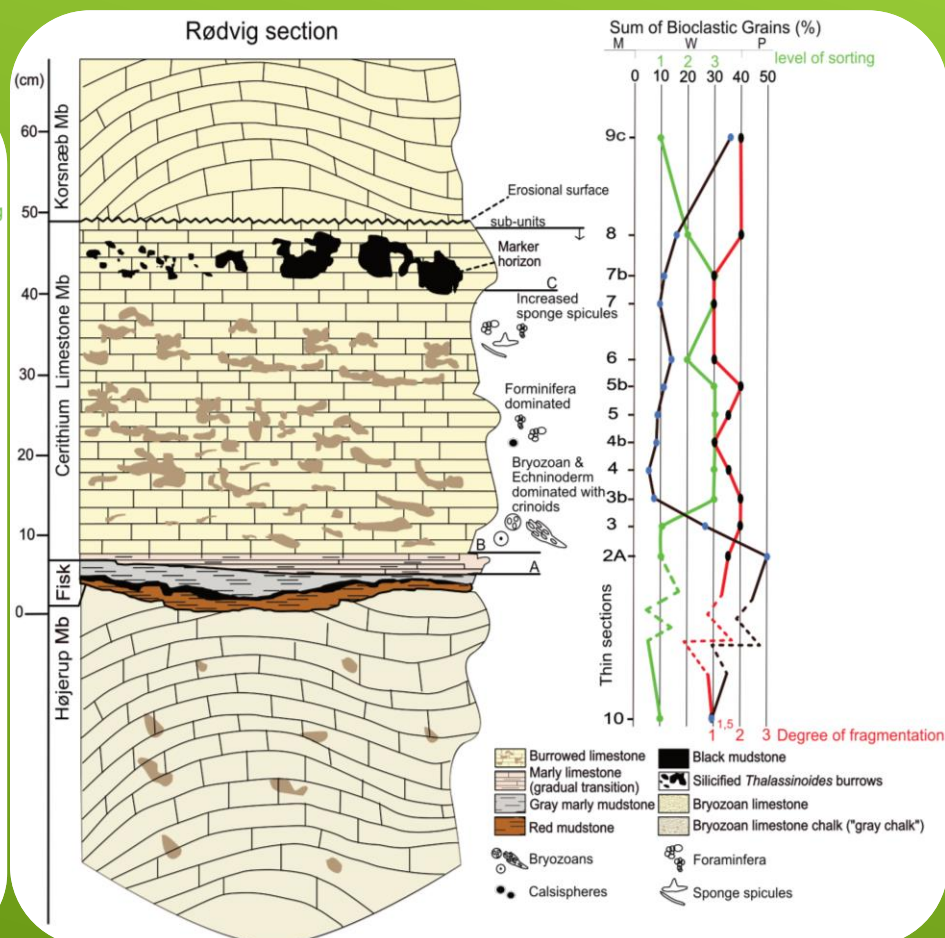 Rødvig section
(cm)
60
50
40
30
20
10
0
Korsnæb Mb
Cerithium Limestone Mb
Fisk
Højerup Mb
Erosional surface
sub-units
Marker
horizon
C
Increased
sponge spicules
Forminifera
dominated
Bryozoan &
Echninoderm
dominated with
crinoids
B
A
Sum of Bioclastic Grains (%)
M W P
1 2 3 level of sorting
0 10 20 30 40 50
9c
8
7b
7
6
5b
5
4b
4
3b
3
2A
10
Thin sections
1 1,5 2 3 Degree of fragmentation
Burrowed limestone
Marly limestone
(gradual transition)
Gray marly mudstone
Red mudstone
Bryozoans
Calsispheres
Black mudstone
Silicified Thalassinoides burrows
Bryozoan limestone
Bryozoan limestone chalk ("gray chalk")
Foraminfera
Sponge spicules